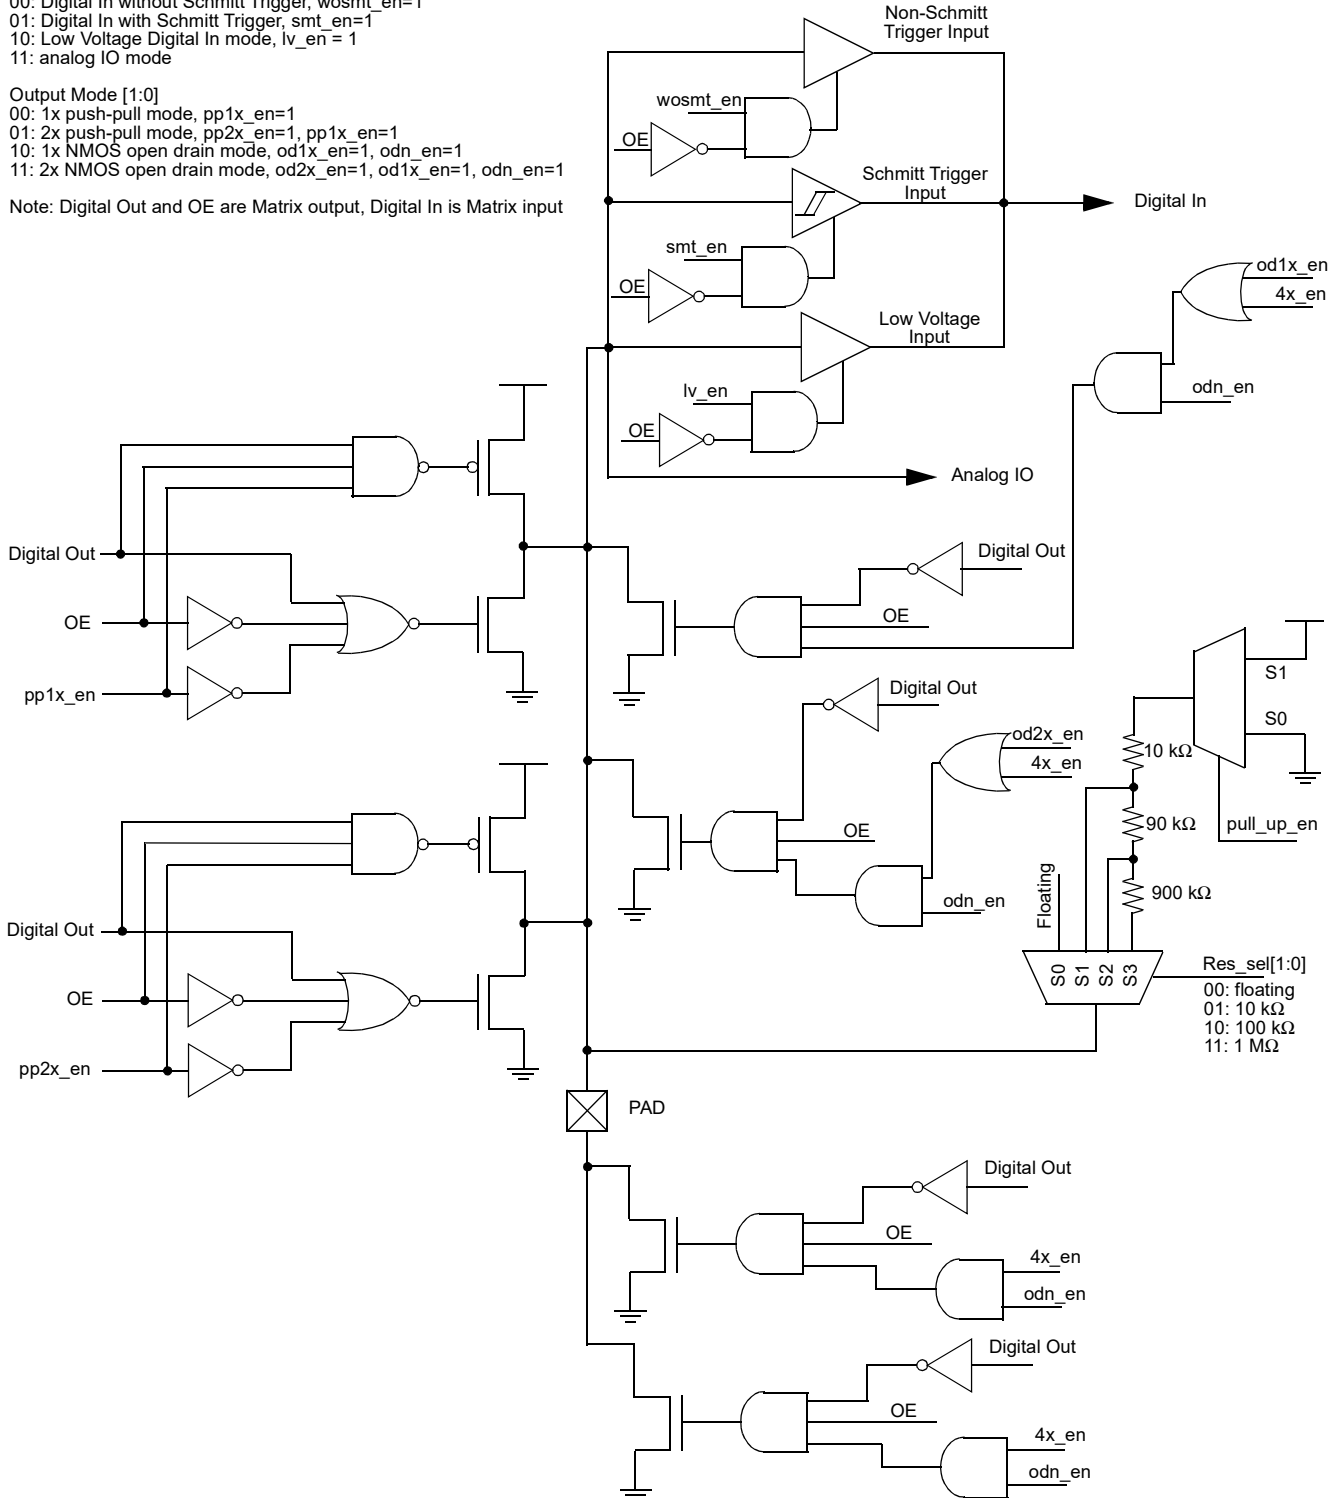 00: Digital In without Schmitt Trigger, wosmt_en=1
01: Digital In with Schmitt Trigger, smt_en=1
10: Low Voltage Digital In mode, lv_en = 1
11: analog IO mode
Output Mode [1:0]
00: 1x push-pull mode, pp1x_en=1
01: 2x push-pull mode, pp2x_en=1, pp1x_en=1
10: 1x NMOS open drain mode, od1x_en=1, odn_en=1
11: 2x NMOS open drain mode, od2x_en=1, od1x_en=1, odn_en=1
Note: Digital Out and OE are Matrix output, Digital In is Matrix input
Non-Schmitt
Trigger Input
wosmt_en
OE
Schmitt Trigger
Input
Digital In
smt_en
OE
od1x_en
4x_en
Low Voltage
Input
lv_en
odn_en
OE
Analog IO
Digital Out
Digital Out
OE
OE
pp1x_en
S1
S0
Digital Out
od2x_en
4x_en
10 kΩ
90 kΩ
pull_up_en
OE
900 kΩ
odn_en
Floating
Digital Out
S0
S1
S2
S3
Res_sel[1:0]
00: floating
01: 10 kΩ
10: 100 kΩ
11: 1 MΩ
OE
pp2x_en
PAD
Digital Out
OE
4x_en
odn_en
Digital Out
OE
4x_en
odn_en